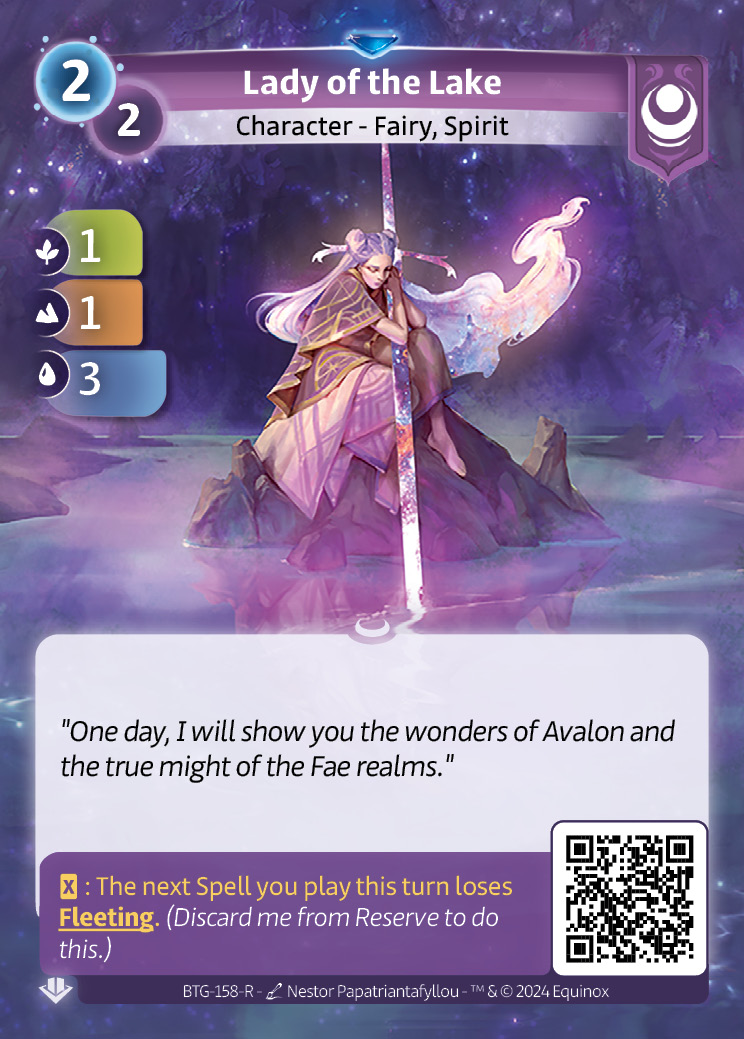 2
Lady of the Lake
2
Character - Fairy, Spirit
1
1
3
"One day, I will show you the wonders of Avalon and
the true might of the Fae realms."
X : The next Spell you play this turn loses
Fleeting. (Discard me from Reserve to do
this.)
BTG-158-R - Nestor Papatriantafyllou - ™ & © 2024 Equinox